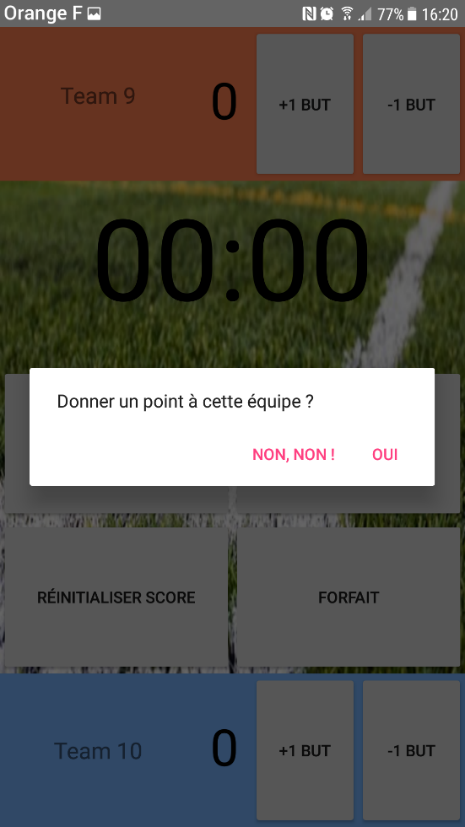 Orange F 77% 16:20
Team 9 0 +1 BUT -1 BUT
00:00
Donner un point à cette équipe ?
NON, NON ! OUI
RÉINITIALISER SCORE FORFAIT
Team 10 0 +1 BUT -1 BUT